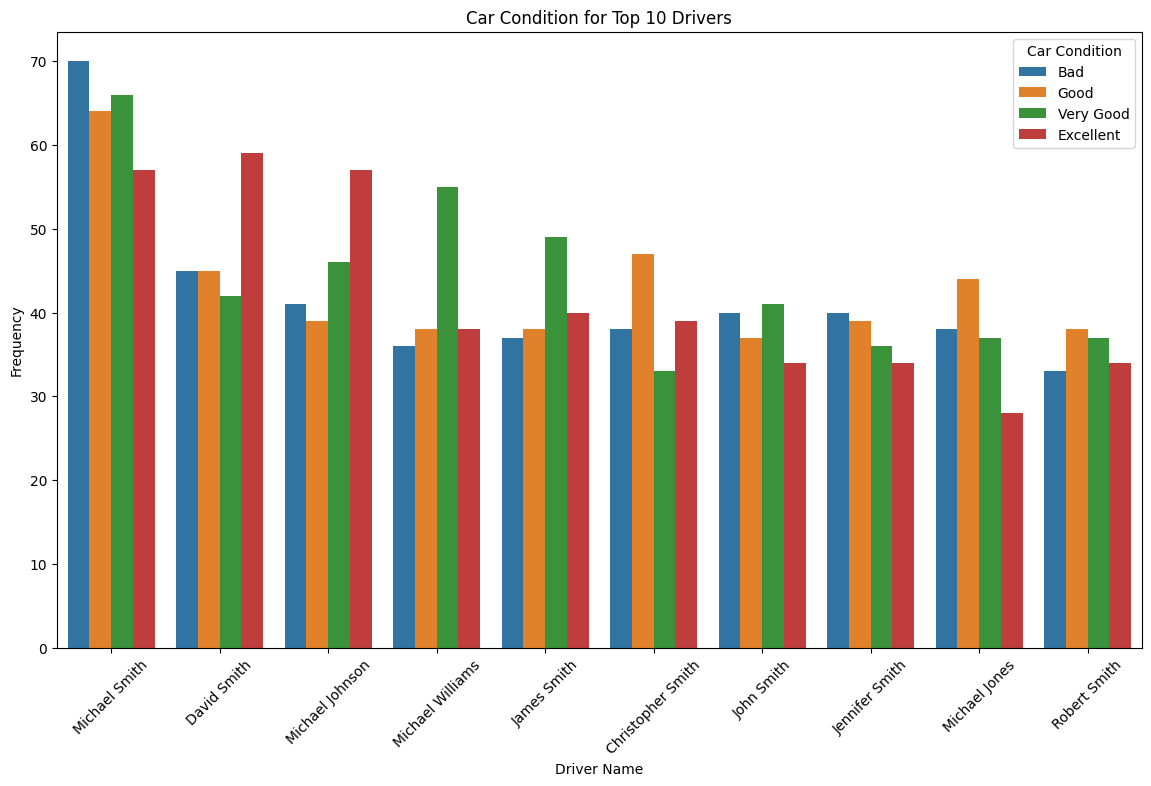 Car Condition for Top 10 Drivers
Car Condition
Bad
Good
Very Good
Excellent
Frequency
70
60
50
40
30
20
10
0
Michael Smith
David Smith
Michael Johnson
Michael Williams
James Smith
Christopher Smith
John Smith
Jennifer Smith
Michael Jones
Robert Smith
Driver Name